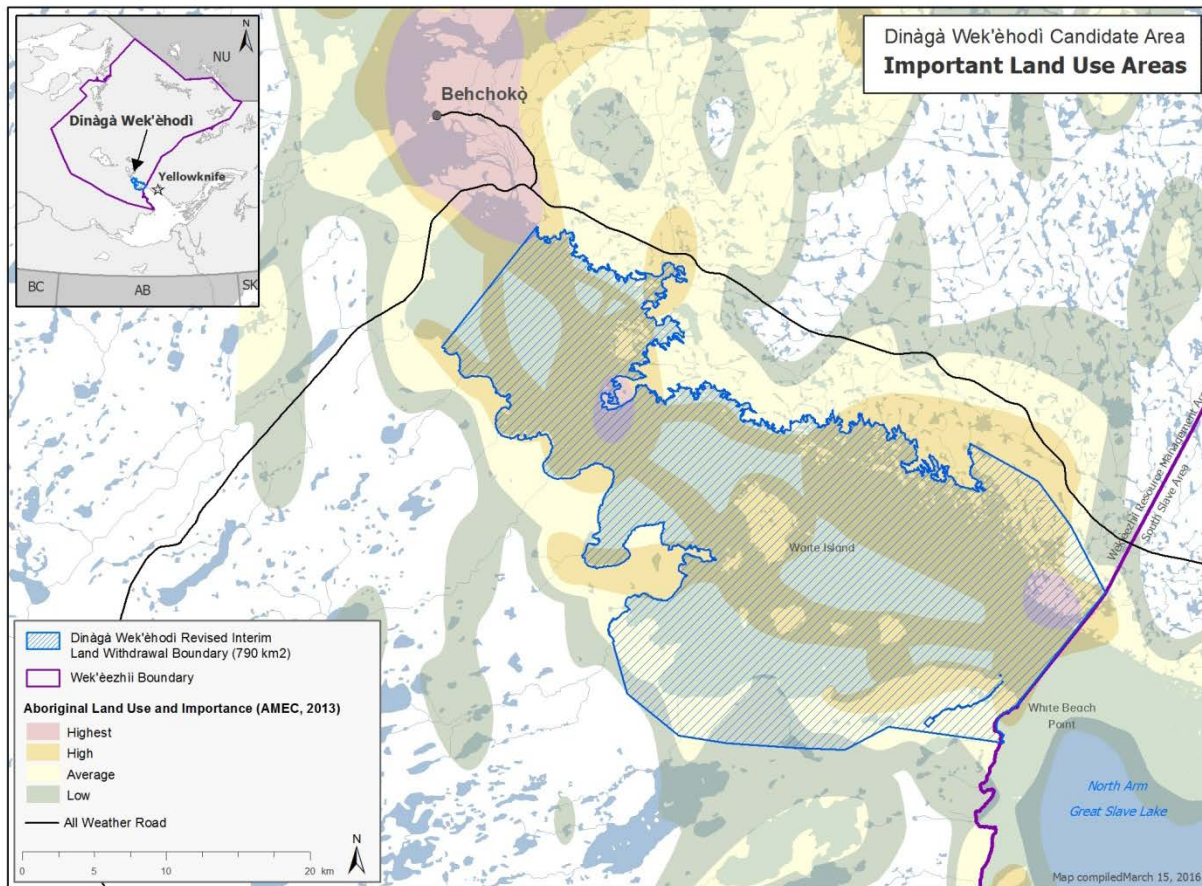 Dinàgà Wek'èhodì Candidate Area
Important Land Use Areas
N
NU
Dinàgà Wek'èhodì
Yellowknife
BC
AB
SK
Behchokǫ̀
Waite Island
Wek'eezhii Resource Management Area
South Slave Area
White Beach
Point
North Arm
Great Slave Lake
Dinàgà Wek'èhodì Revised Interim
Land Withdrawal Boundary (790 km2)
Wek'èezhìi Boundary
Aboriginal Land Use and Importance (AMEC, 2013)
Highest
High
Average
Low
All Weather Road
0 5 10 20 km
N
Map compiledMarch 15, 2016